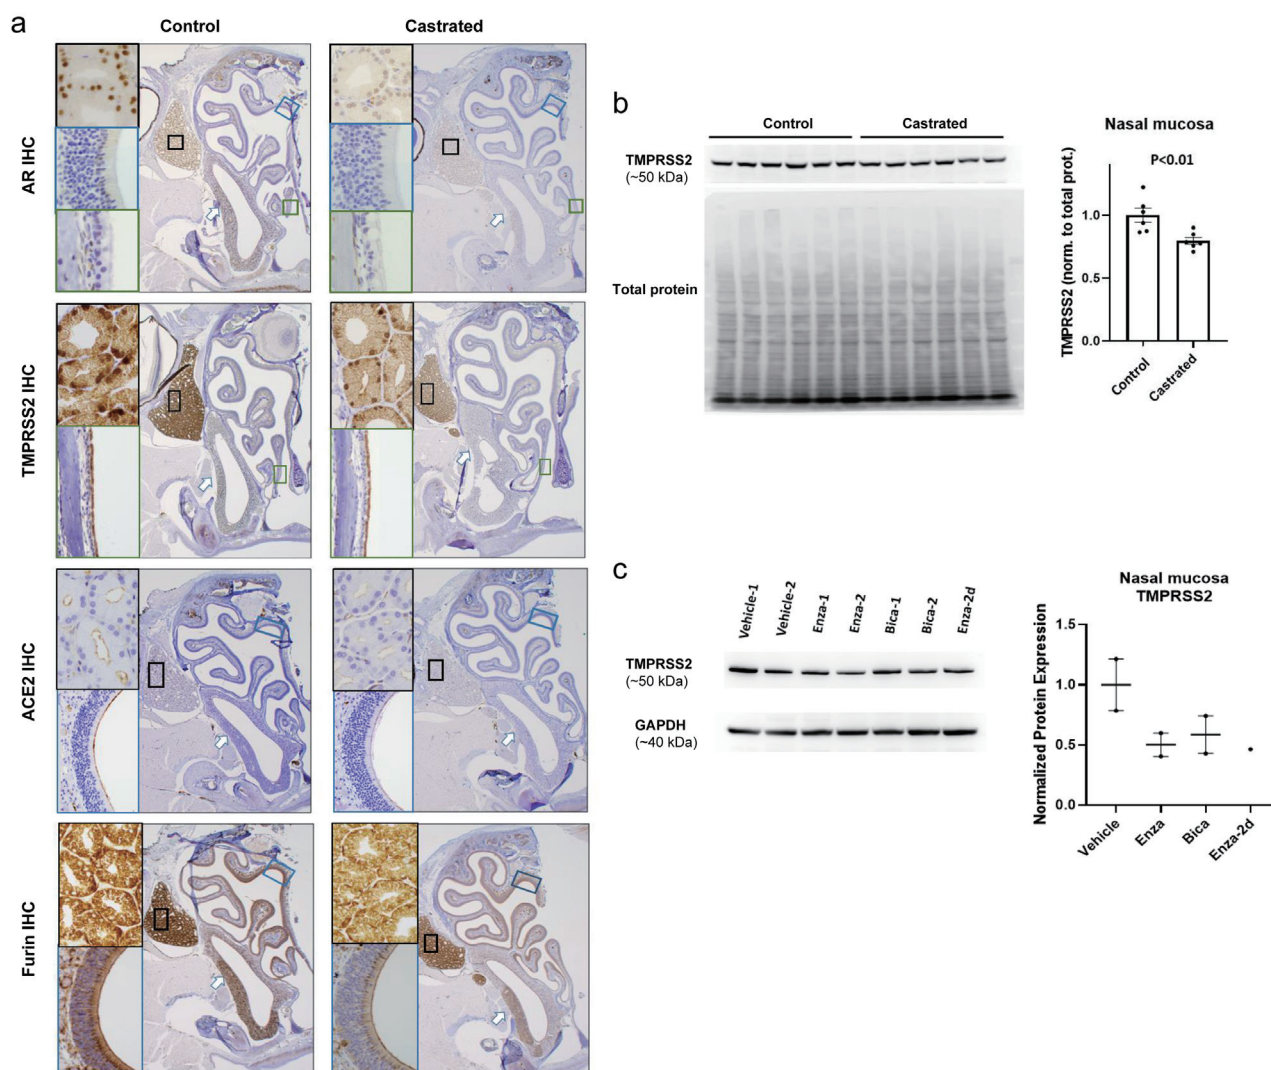 a
Control
Castrated
AR IHC
TMPRSS2 IHC
ACE2 IHC
Furin IHC
b
Control
Castrated
TMPRSS2
(~50 kDa)
Total protein
Nasal mucosa
P<0.01
TMPRSS2 (norm. to total prot.)
1.0
0.5
0.0
Control
Castrated
c
Vehicle-1
Vehicle-2
Enza-1
Enza-2
Bica-1
Bica-2
Enza-2d
TMPRSS2
(~50 kDa)
GAPDH
(~40 kDa)
Nasal mucosa
TMPRSS2
Normalized Protein Expression
1.5
1.0
0.5
0.0
Vehicle
Enza
Bica
Enza-2d